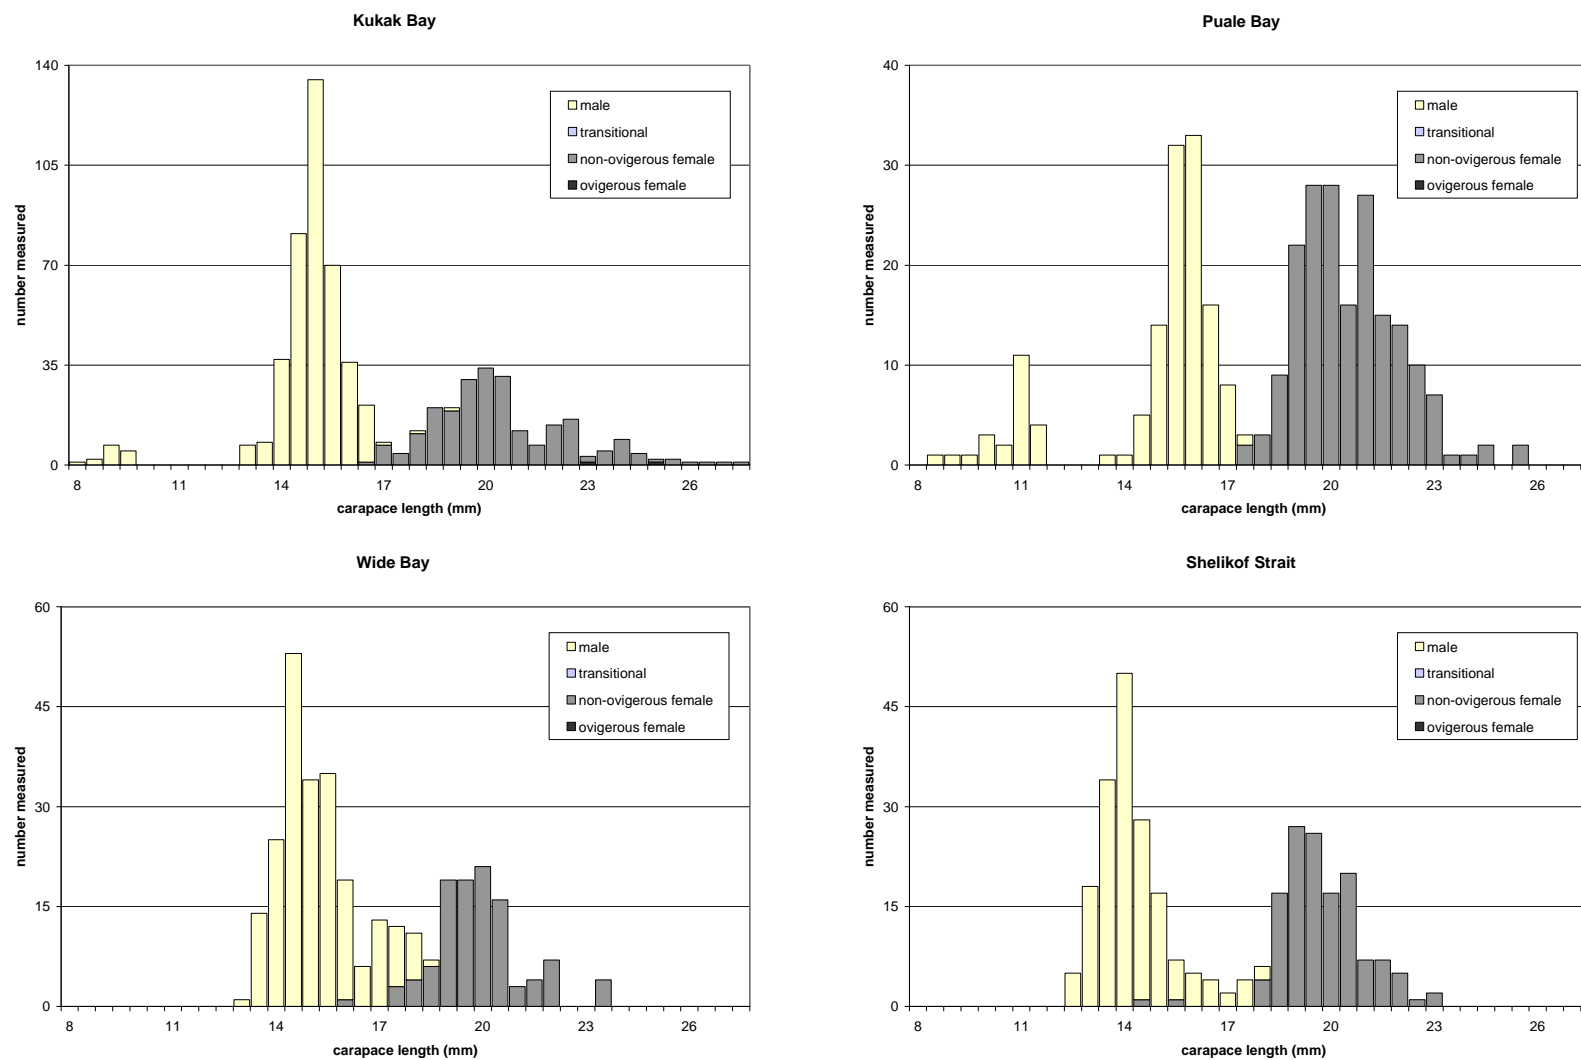 Kukak Bay
140
105
70
35
0
number measured
male
transitional
non-ovigerous female
ovigerous female
8 11 14 17 20 23 26
carapace length (mm)
Puale Bay
40
30
20
10
0
number measured
male
transitional
non-ovigerous female
ovigerous female
8 11 14 17 20 23 26
carapace length (mm)
Wide Bay
60
45
30
15
0
number measured
male
transitional
non-ovigerous female
ovigerous female
8 11 14 17 20 23 26
carapace length (mm)
Shelikof Strait
60
45
30
15
0
number measured
male
transitional
non-ovigerous female
ovigerous female
8 11 14 17 20 23 26
carapace length (mm)